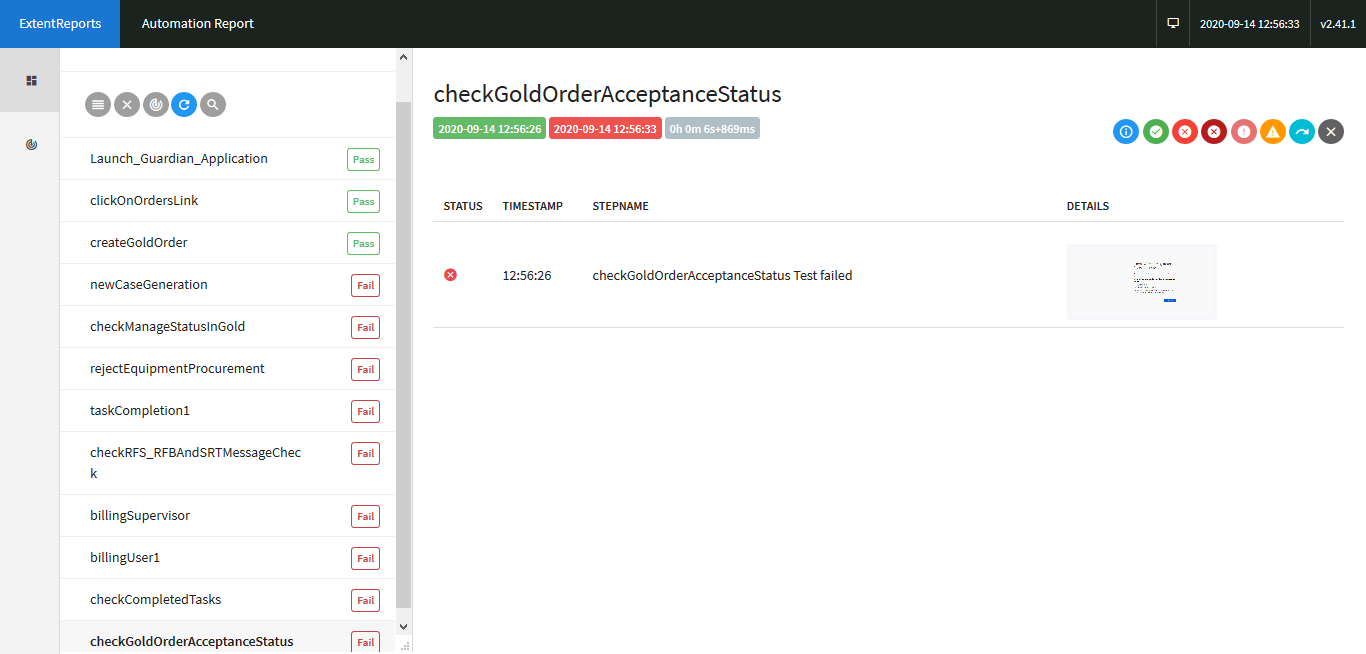 ExtentReports
Automation Report
2020-09-14 12:56:33
v2.41.1
Launch_Guardian_Application
Pass
clickOnOrdersLink
Pass
createGoldOrder
Pass
newCaseGeneration
Fail
checkManageStatusInGold
Fail
rejectEquipmentProcurement
Fail
taskCompletion1
Fail
checkRFS_RFBAndSRTMessageChec
k
Fail
billingSupervisor
Fail
billingUser1
Fail
checkCompletedTasks
Fail
checkGoldOrderAcceptanceStatus
Fail
checkGoldOrderAcceptanceStatus
2020-09-14 12:56:26
2020-09-14 12:56:33
0h 0m 6s+869ms
STATUS TIMESTAMP STEPNAME DETAILS
12:56:26 checkGoldOrderAcceptanceStatus Test failed